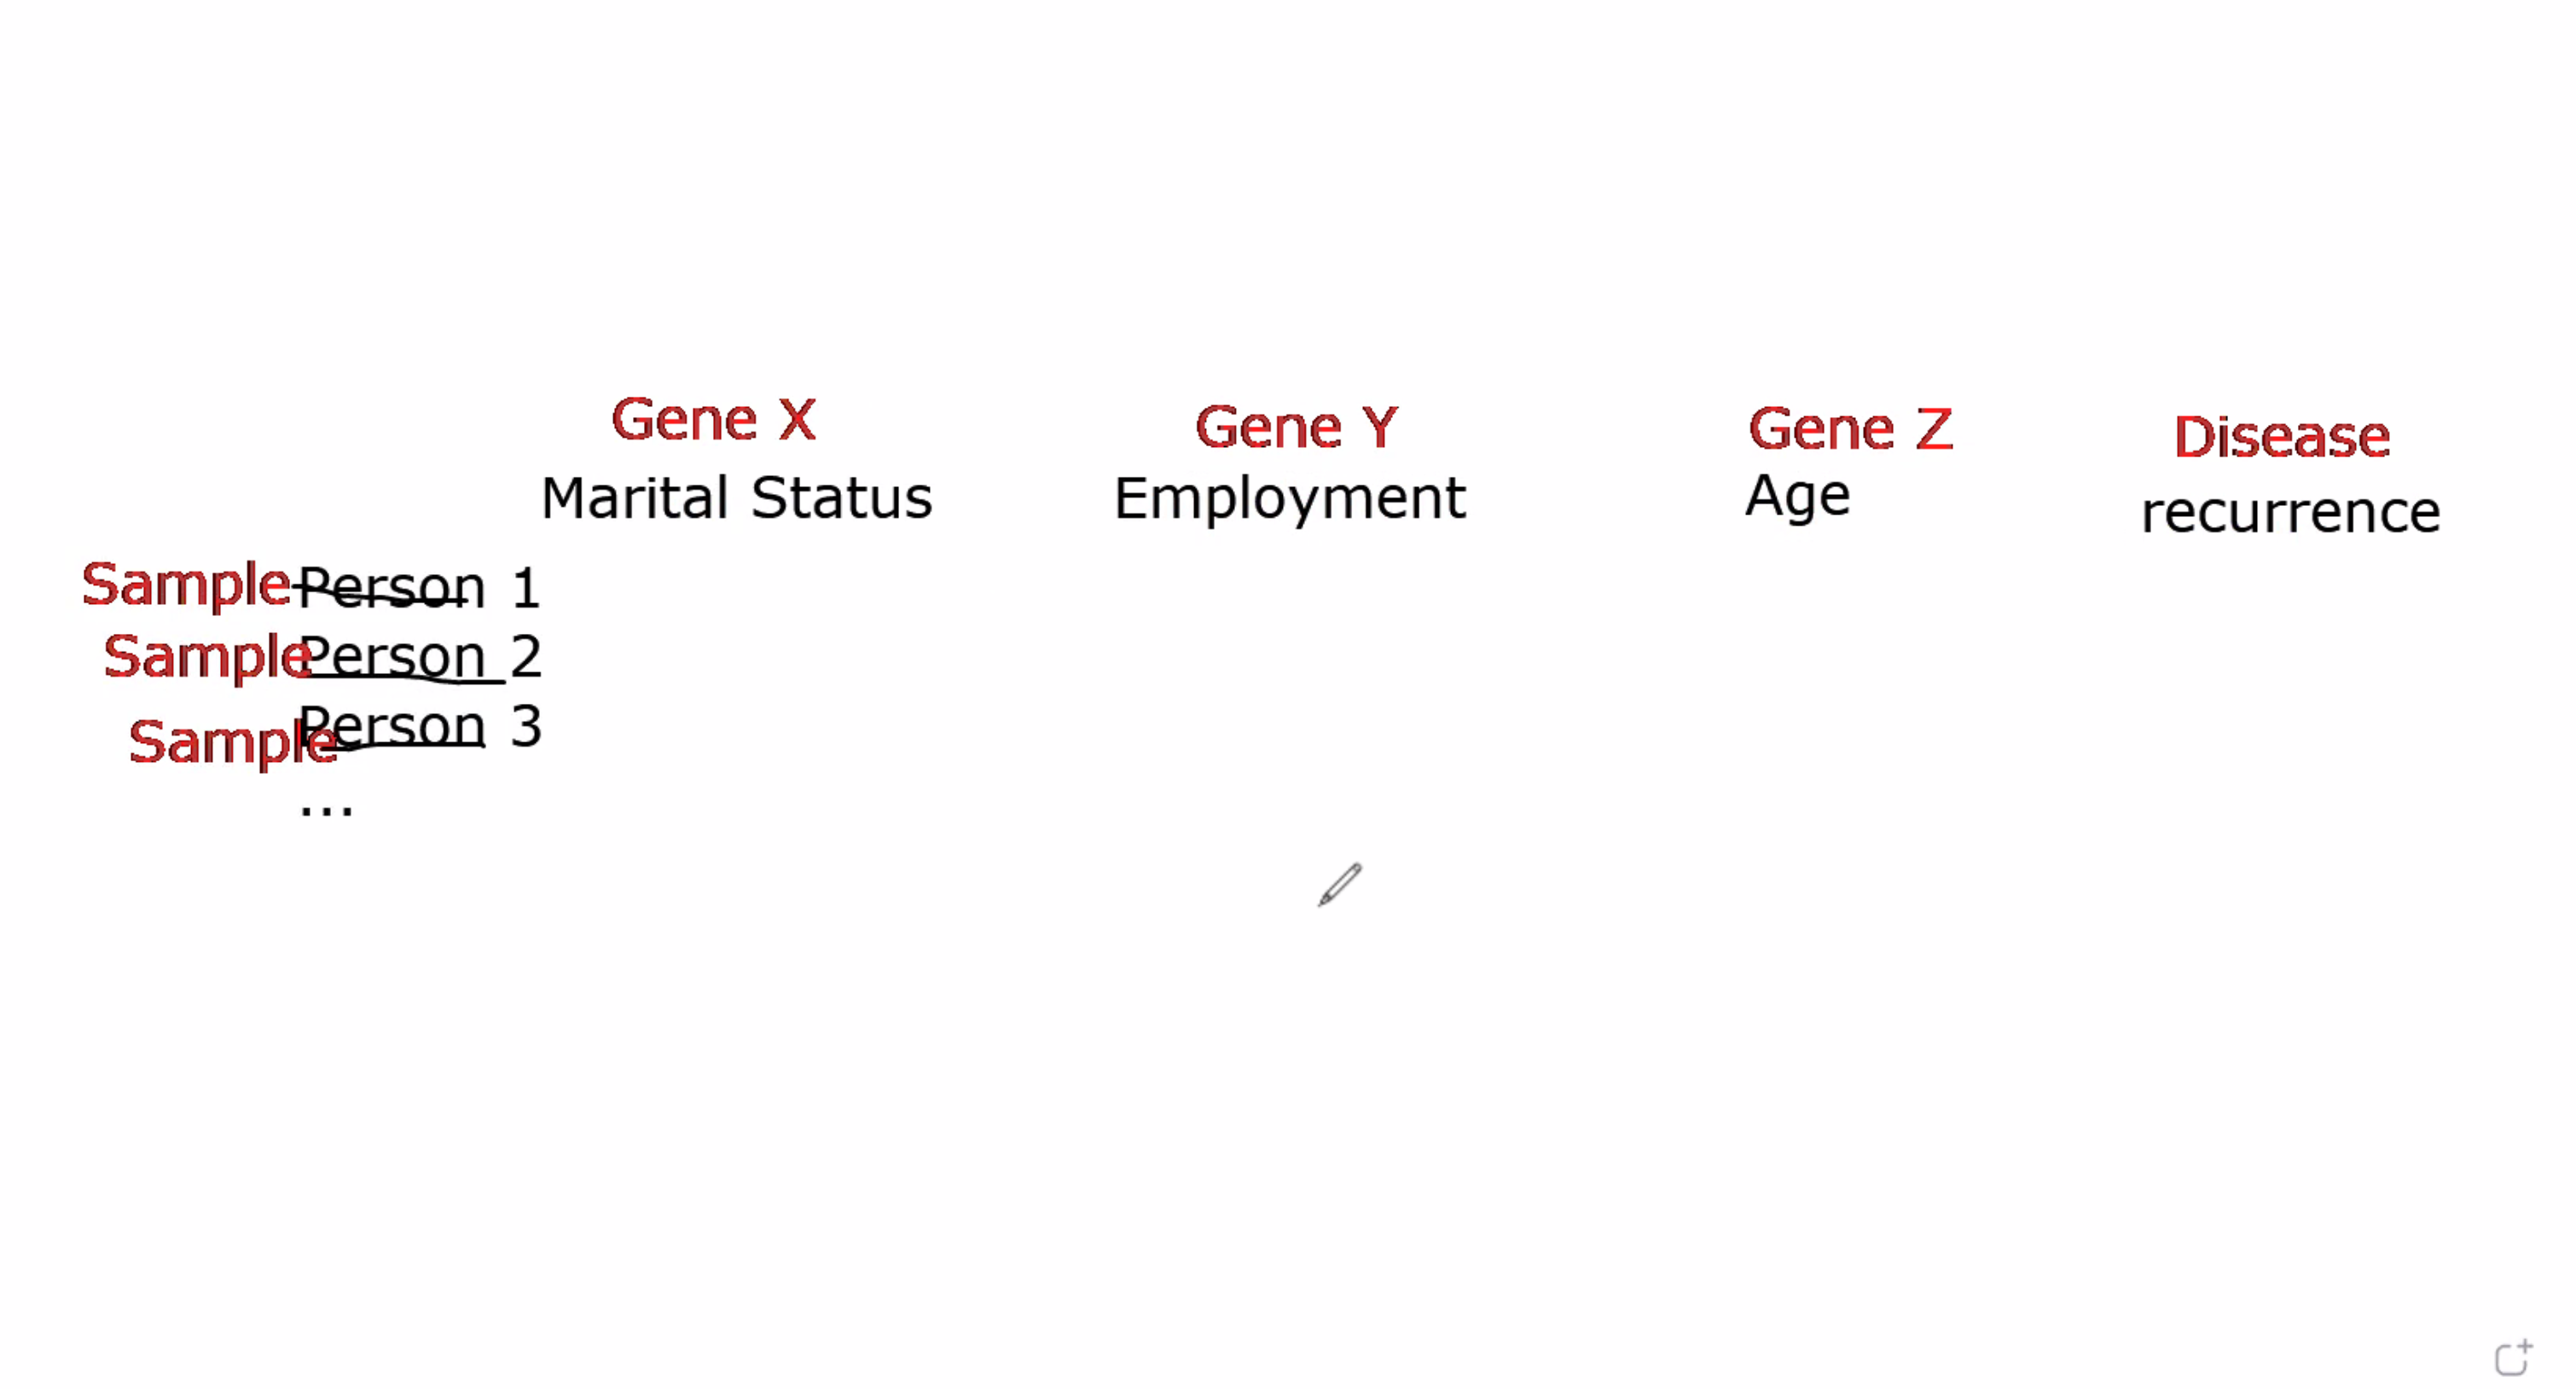 Gene X Gene Y Gene Z Disease
Marital Status Employment Age recurrence
Sample Person 1
Sample Person 2
Sample Person 3
...